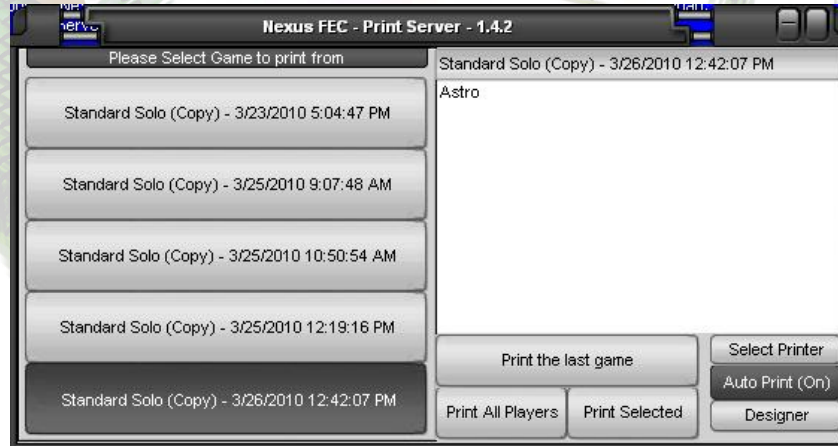 Nexus FEC - Print Server - 1.4.2
Please Select Game to print from
Standard Solo (Copy) - 3/23/2010 5:04:47 PM
Standard Solo (Copy) - 3/25/2010 9:07:48 AM
Standard Solo (Copy) - 3/25/2010 10:50:54 AM
Standard Solo (Copy) - 3/25/2010 12:19:16 PM
Standard Solo (Copy) - 3/26/2010 12:42:07 PM
Standard Solo (Copy) - 3/26/2010 12:42:07 PM
Astro
Print the last game
Print All Players
Print Selected
Select Printer
Auto Print (On)
Designer